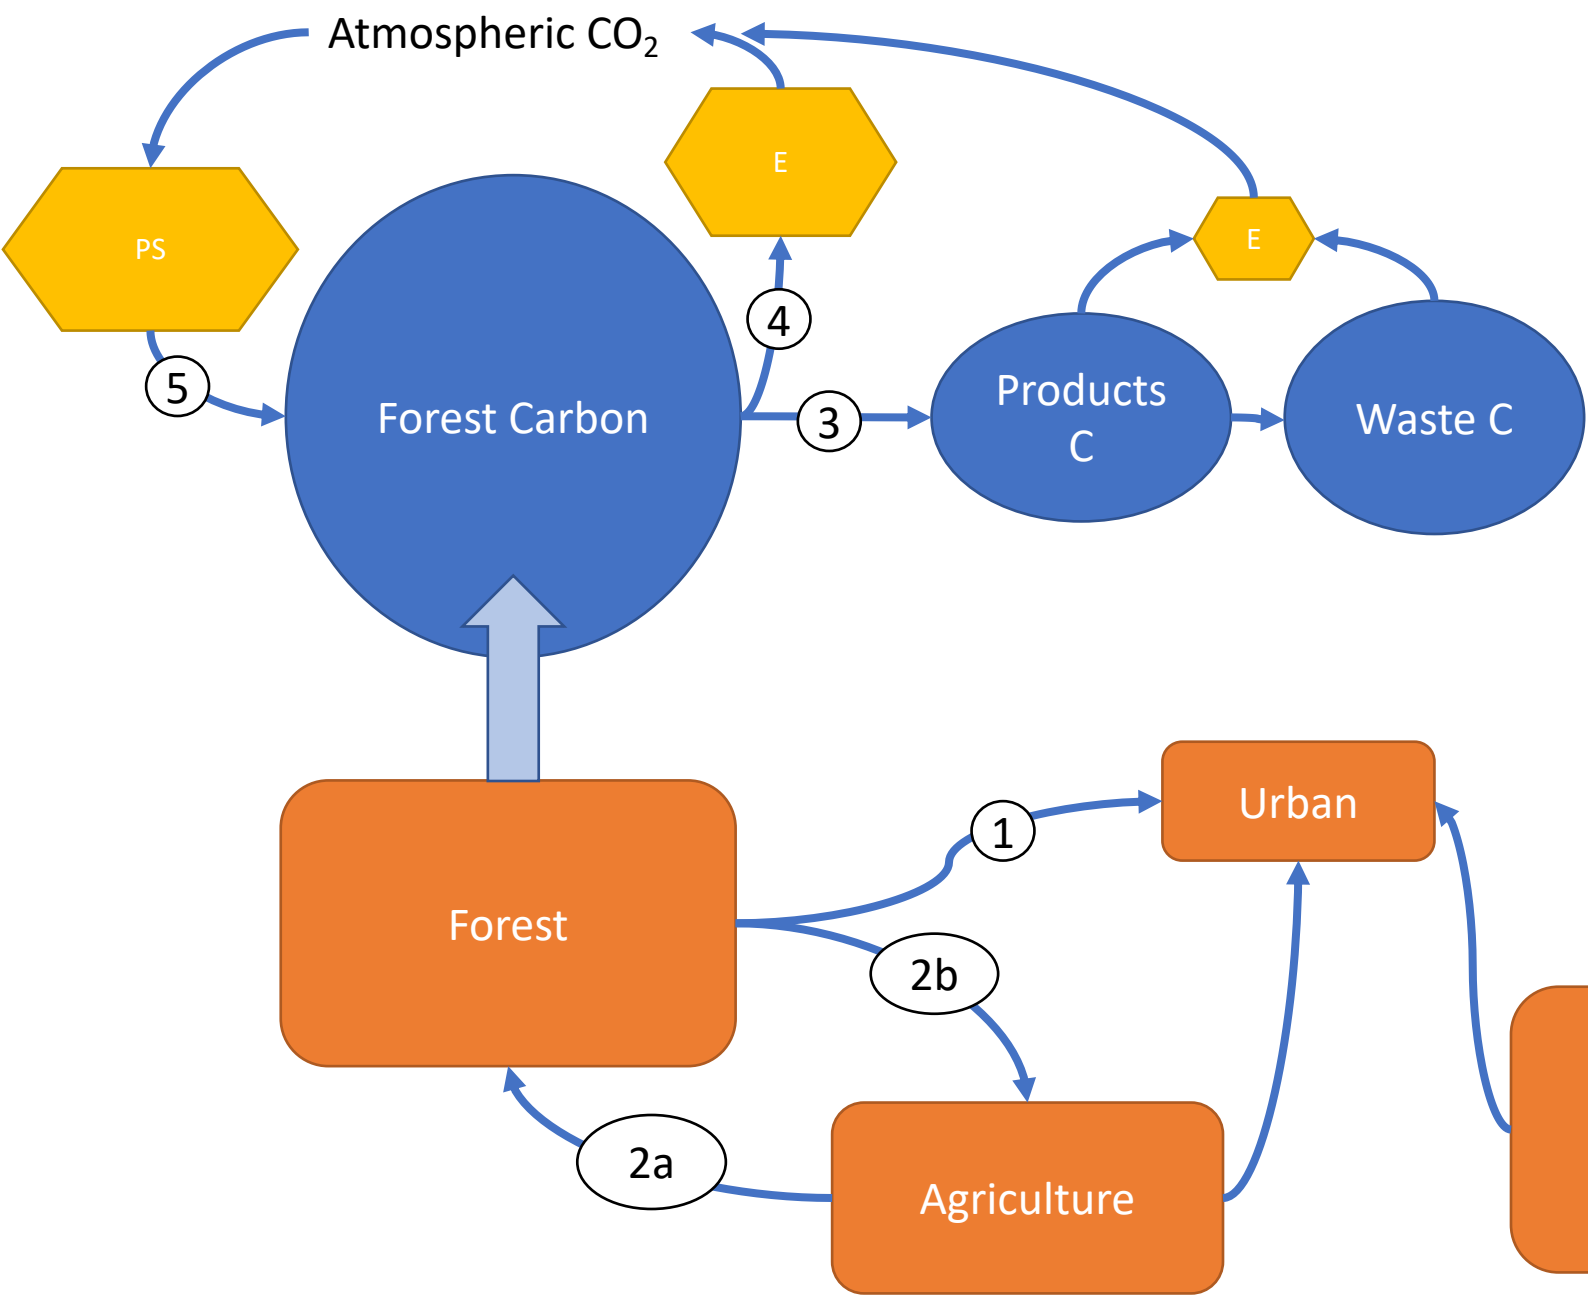 Atmospheric CO₂
E
PS
E
4
5
Forest Carbon
3
Products
C
Waste C
Urban
1
Forest
2b
2a
Agriculture